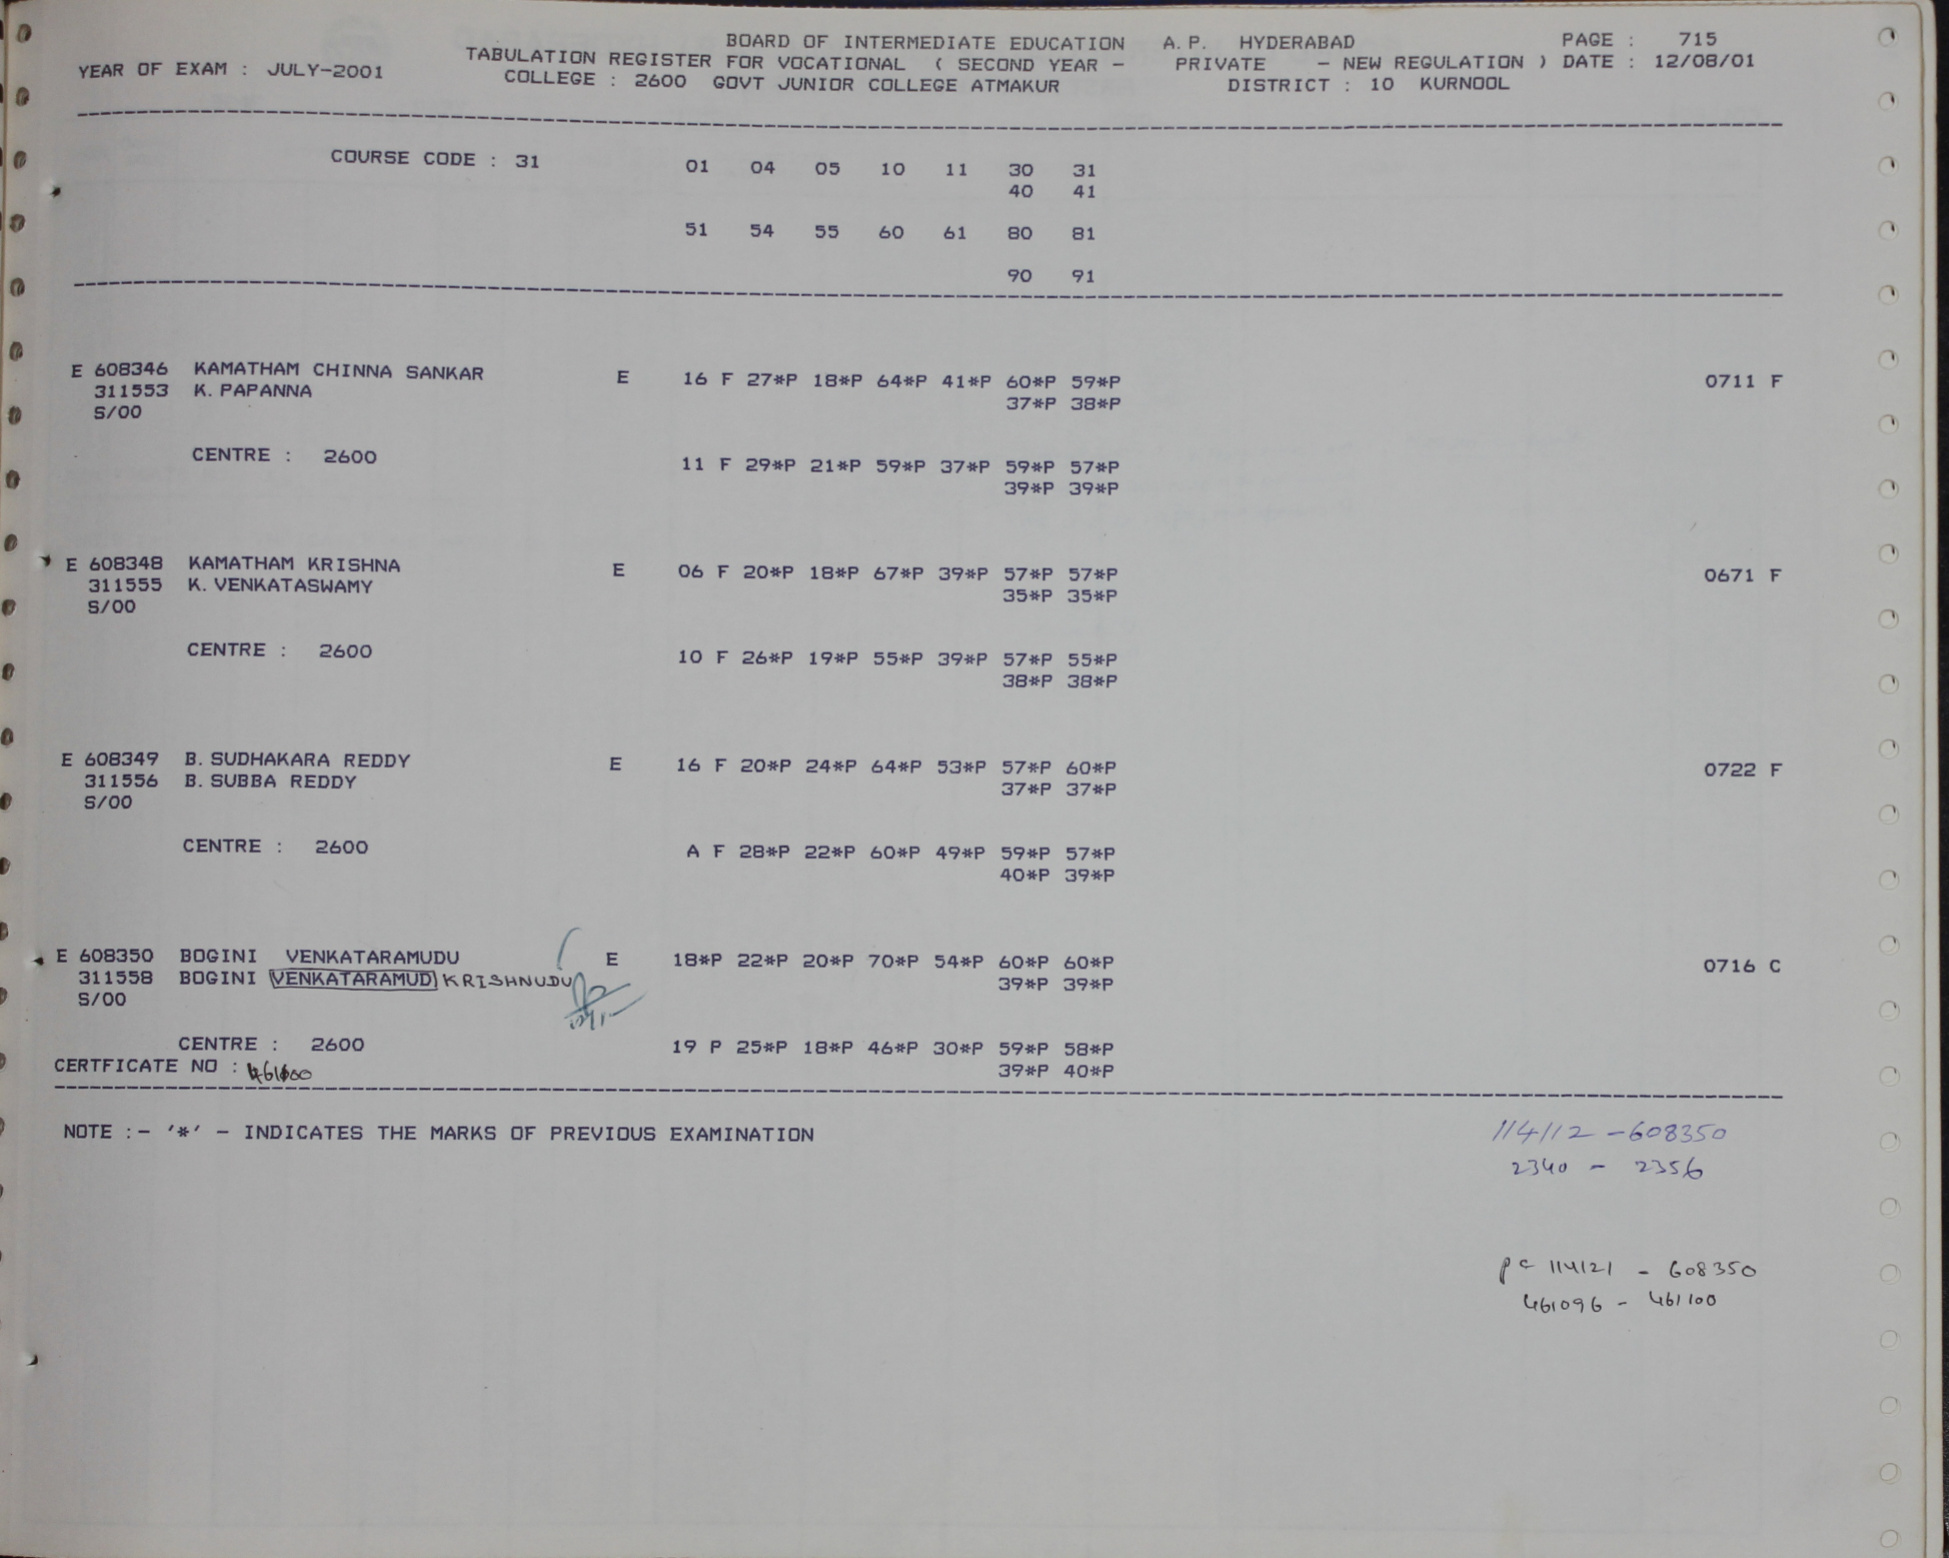 BOARD OF INTERMEDIATE EDUCATION A.P. HYDERABAD PAGE : 715
YEAR OF EXAM : JULY-2001 TABULATION REGISTER FOR VOCATIONAL ( SECOND YEAR - PRIVATE - NEW REGULATION ) DATE : 12/08/01
COLLEGE : 2600 GOVT JUNIOR COLLEGE ATMAKUR DISTRICT : 10 KURNOOL
COURSE CODE : 31 01 04 05 10 11 30 31
40 41
51 54 55 60 61 80 81
90 91
E 608346 KAMATHAM CHINNA SANKAR E 16 F 27*P 18*P 64*P 41*P 60*P 59*P 0711 F
311553 K. PAPANNA 37*P 38*P
S/00
CENTRE : 2600 11 F 29*P 21*P 59*P 37*P 59*P 57*P
39*P 39*P
E 608348 KAMATHAM KRISHNA E 06 F 20*P 18*P 67*P 39*P 57*P 57*P 0671 F
311555 K. VENKATASWAMY 35*P 35*P
S/00
CENTRE : 2600 10 F 26*P 19*P 55*P 39*P 57*P 55*P
38*P 38*P
E 608349 B. SUDHAKARA REDDY E 16 F 20*P 24*P 64*P 53*P 57*P 60*P 0722 F
311556 B. SUBBA REDDY 37*P 37*P
S/00
CENTRE : 2600 A F 28*P 22*P 60*P 49*P 59*P 57*P
40*P 39*P
E 608350 BOGINI VENKATARAMUDU E 18*P 22*P 20*P 70*P 54*P 60*P 60*P 0716 C
311558 BOGINI VENKATARAMUD KRISHNUDU 39*P 39*P
S/00
CENTRE : 2600 19 P 25*P 18*P 46*P 30*P 59*P 58*P
CERTFICATE NO : 39*P 40*P
NOTE :- '*' - INDICATES THE MARKS OF PREVIOUS EXAMINATION
114112 - 608350
2340 - 2356
114121 - 608350
461096 - 461100